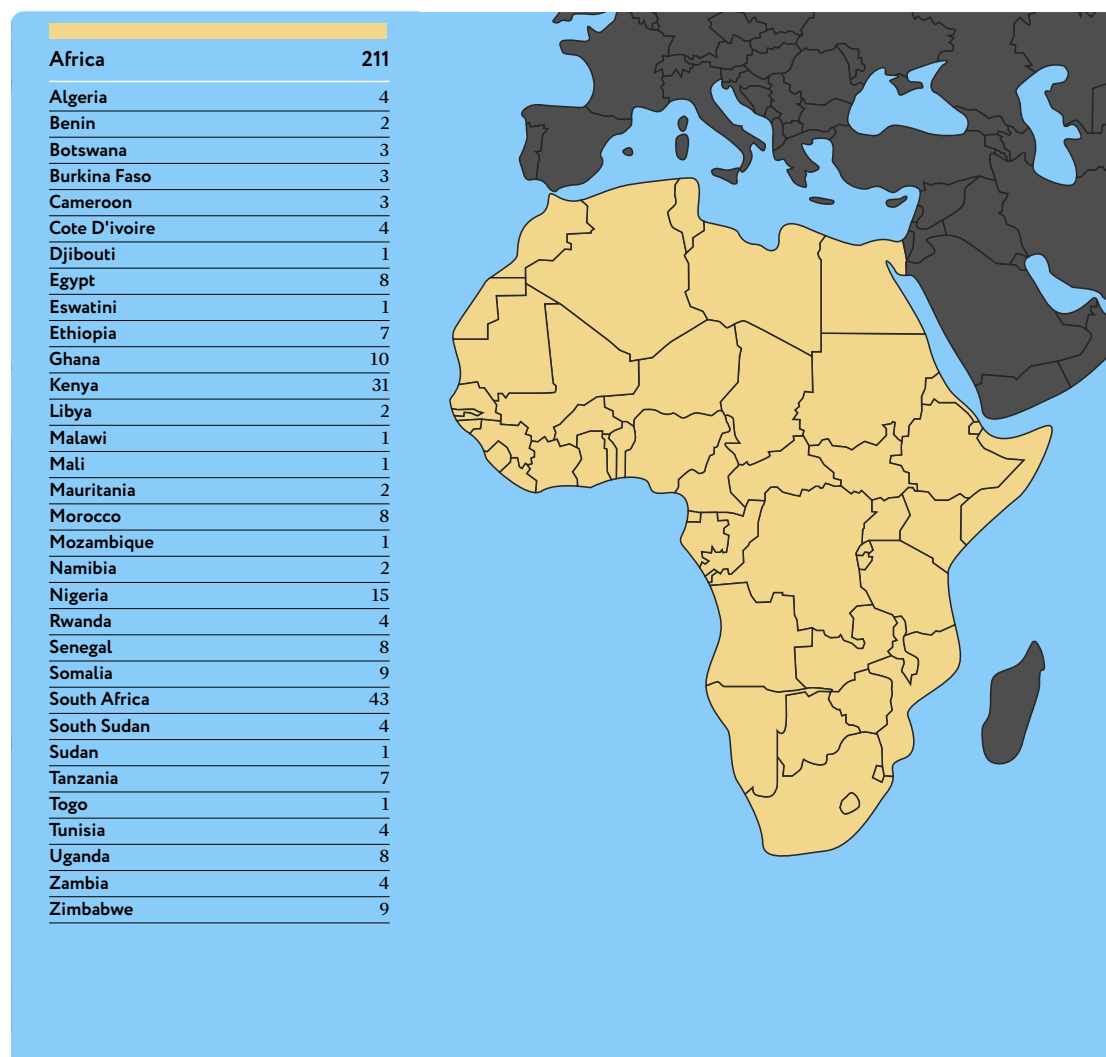 Africa 211
Algeria 4
Benin 2
Botswana 3
Burkina Faso 3
Cameroon 3
Cote D'ivoire 4
Djibouti 1
Egypt 8
Eswatini 1
Ethiopia 7
Ghana 10
Kenya 31
Libya 2
Malawi 1
Mali 1
Mauritania 2
Morocco 8
Mozambique 1
Namibia 2
Nigeria 15
Rwanda 4
Senegal 8
Somalia 9
South Africa 43
South Sudan 4
Sudan 1
Tanzania 7
Togo 1
Tunisia 4
Uganda 8
Zambia 4
Zimbabwe 9